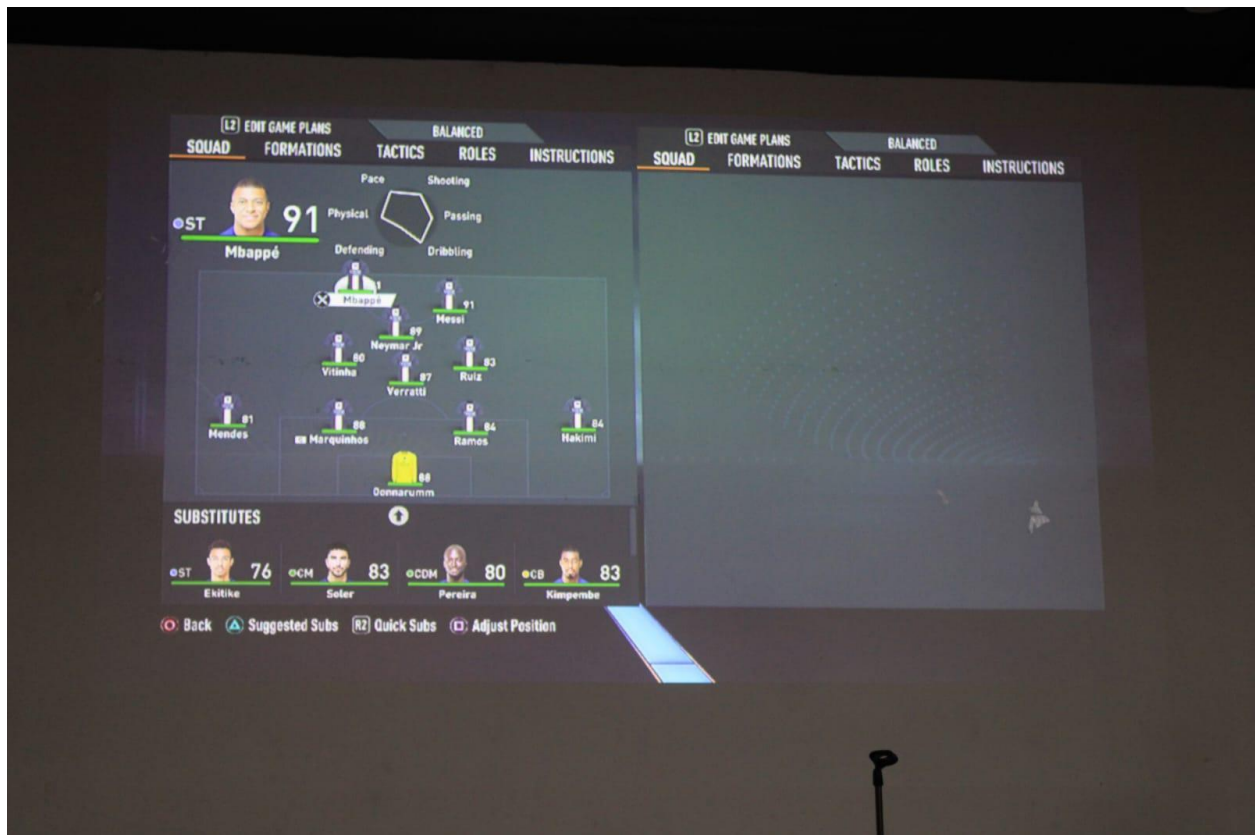 L2 EDIT GAME PLANS BALANCED
SQUAD FORMATIONS TACTICS ROLES INSTRUCTIONS
ST 91
Mbappé
Pace Shooting
Physical Passing
Defending Dribbling
Mbappé
91
Messi
89
Neymar Jr
80
Vitinha
87
Verratti
83
Ruiz
81
Mendes
88
Marquinhos
84
Ramos
84
Hakimi
88
Donnarumm
SUBSTITUTES
ST 76 CM 83 CDM 80 CB 83
Ekitike Soler Pereira Kimpembe
Back Suggested Subs R2 Quick Subs Adjust Position
L2 EDIT GAME PLANS BALANCED
SQUAD FORMATIONS TACTICS ROLES INSTRUCTIONS